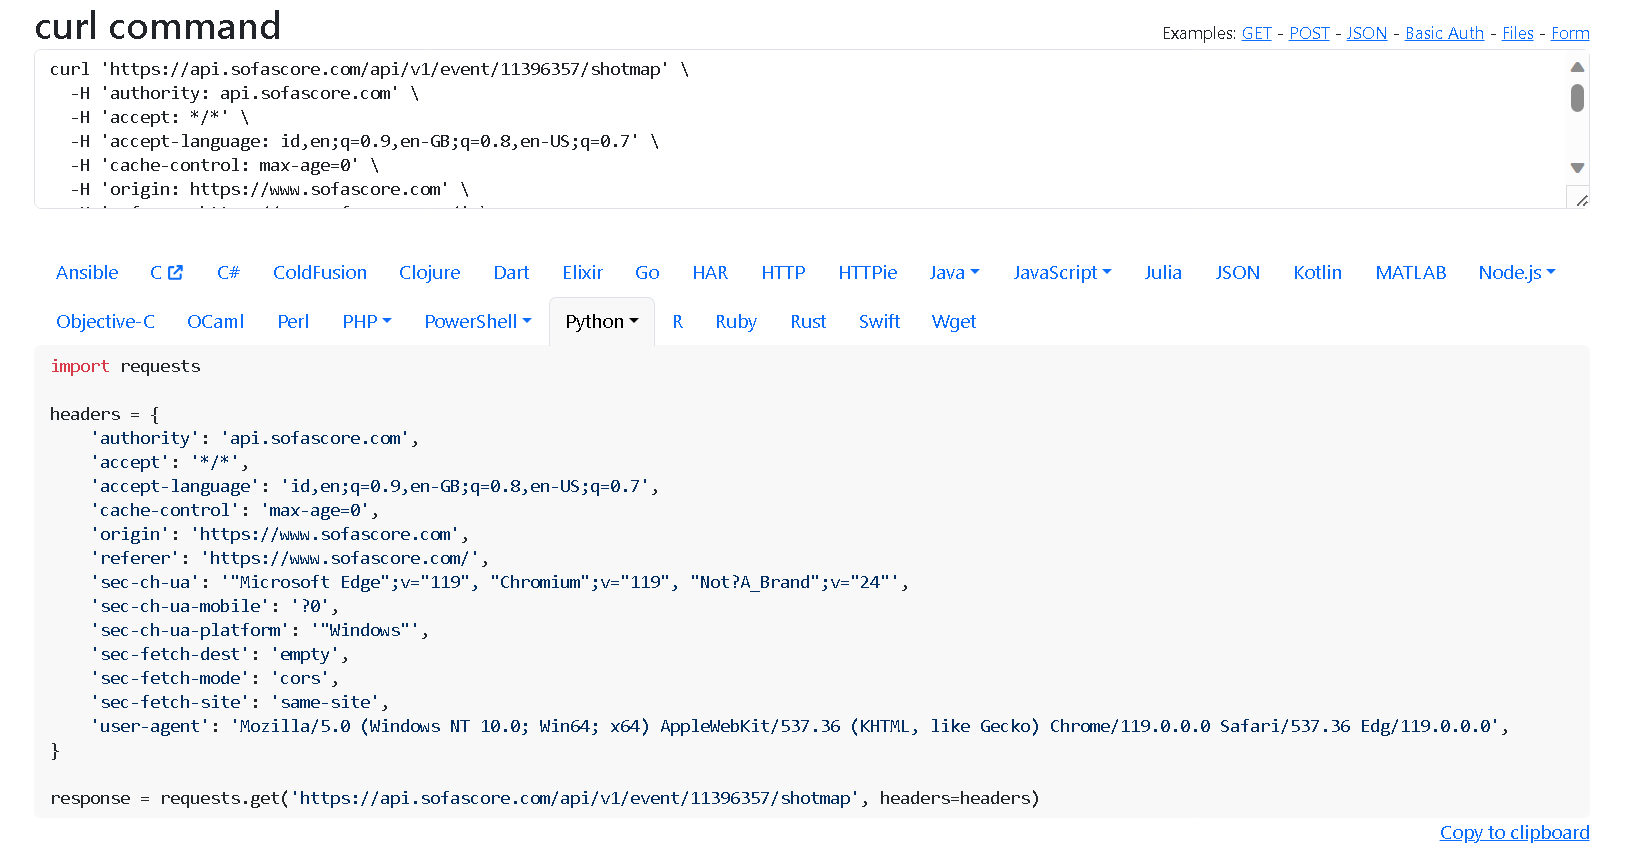 curl command
Examples: GET - POST - JSON - Basic Auth - Files - Form
curl 'https://api.sofascore.com/api/v1/event/11396357/shotmap' \
  -H 'authority: api.sofascore.com' \
  -H 'accept: */*' \
  -H 'accept-language: id,en;q=0.9,en-GB;q=0.8,en-US;q=0.7' \
  -H 'cache-control: max-age=0' \
  -H 'origin: https://www.sofascore.com' \
Ansible C C# ColdFusion Clojure Dart Elixir Go HAR HTTP HTTPie Java JavaScript Julia JSON Kotlin MATLAB Node.js
Objective-C OCaml Perl PHP PowerShell Python R Ruby Rust Swift Wget
import requests
headers = {
    'authority': 'api.sofascore.com',
    'accept': '*/*',
    'accept-language': 'id,en;q=0.9,en-GB;q=0.8,en-US;q=0.7',
    'cache-control': 'max-age=0',
    'origin': 'https://www.sofascore.com',
    'referer': 'https://www.sofascore.com/',
    'sec-ch-ua': '"Microsoft Edge";v="119", "Chromium";v="119", "Not?A_Brand";v="24"',
    'sec-ch-ua-mobile': '?0',
    'sec-ch-ua-platform': '"Windows"',
    'sec-fetch-dest': 'empty',
    'sec-fetch-mode': 'cors',
    'sec-fetch-site': 'same-site',
    'user-agent': 'Mozilla/5.0 (Windows NT 10.0; Win64; x64) AppleWebKit/537.36 (KHTML, like Gecko) Chrome/119.0.0.0 Safari/537.36 Edg/119.0.0.0',
}
response = requests.get('https://api.sofascore.com/api/v1/event/11396357/shotmap', headers=headers)
Copy to clipboard